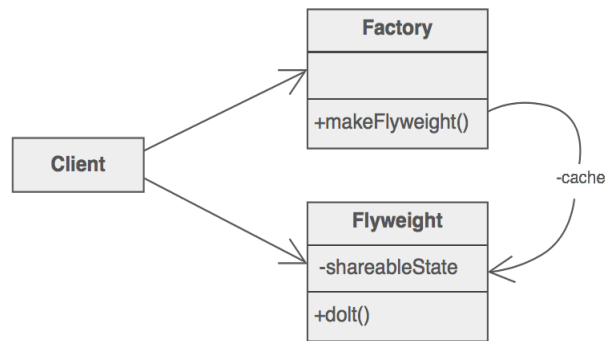 Factory
+makeFlyweight()
Client
-cache
Flyweight
-shareableState
+doIt()